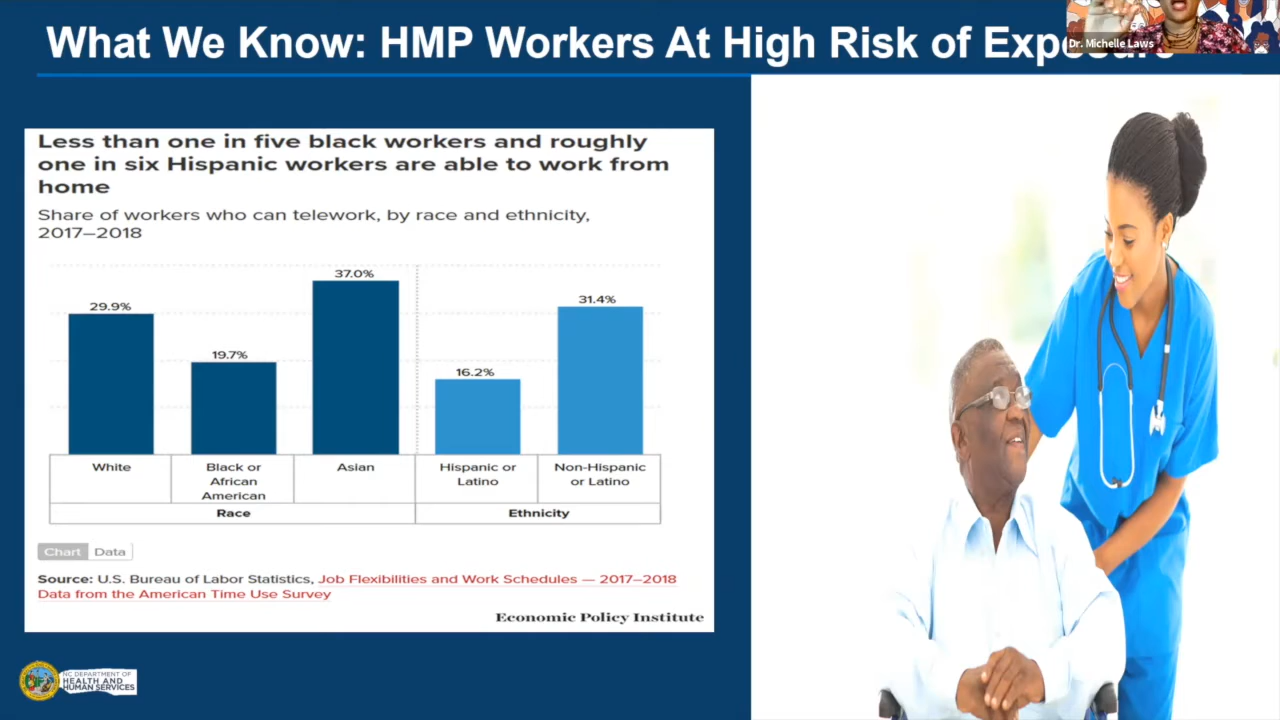 What We Know: HMP Workers At High Risk of Exposure
Dr. Michelle Laws
Less than one in five black workers and roughly
one in six Hispanic workers are able to work from
home
Share of workers who can telework, by race and ethnicity,
2017–2018
29.9%
19.7%
37.0%
16.2%
31.4%
White
Black or
African
American
Asian
Hispanic or
Latino
Non-Hispanic
or Latino
Race
Ethnicity
Chart
Data
Source: U.S. Bureau of Labor Statistics, Job Flexibilities and Work Schedules — 2017–2018
Data from the American Time Use Survey
Economic Policy Institute
NC DEPARTMENT OF
HEALTH AND
HUMAN SERVICES